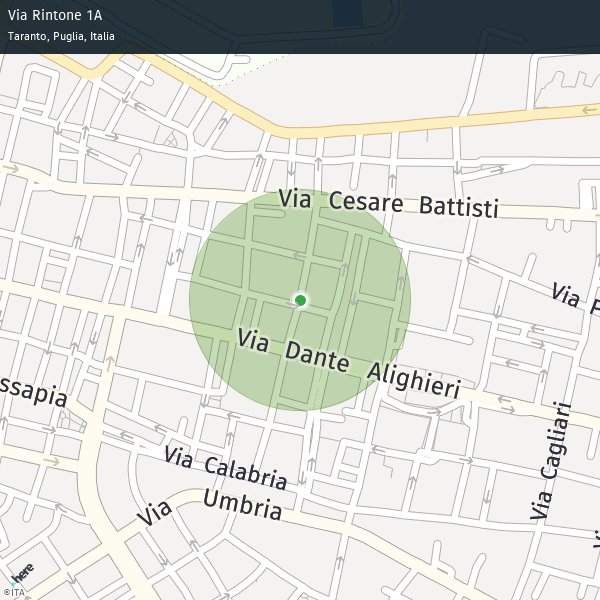 Via Rintone 1A
Taranto, Puglia, Italia
Via Cesare Battisti
Via
Via Dante Alighieri
ssapia
Via Cagliari
Via Calabria
Via Umbria
here
©ITA